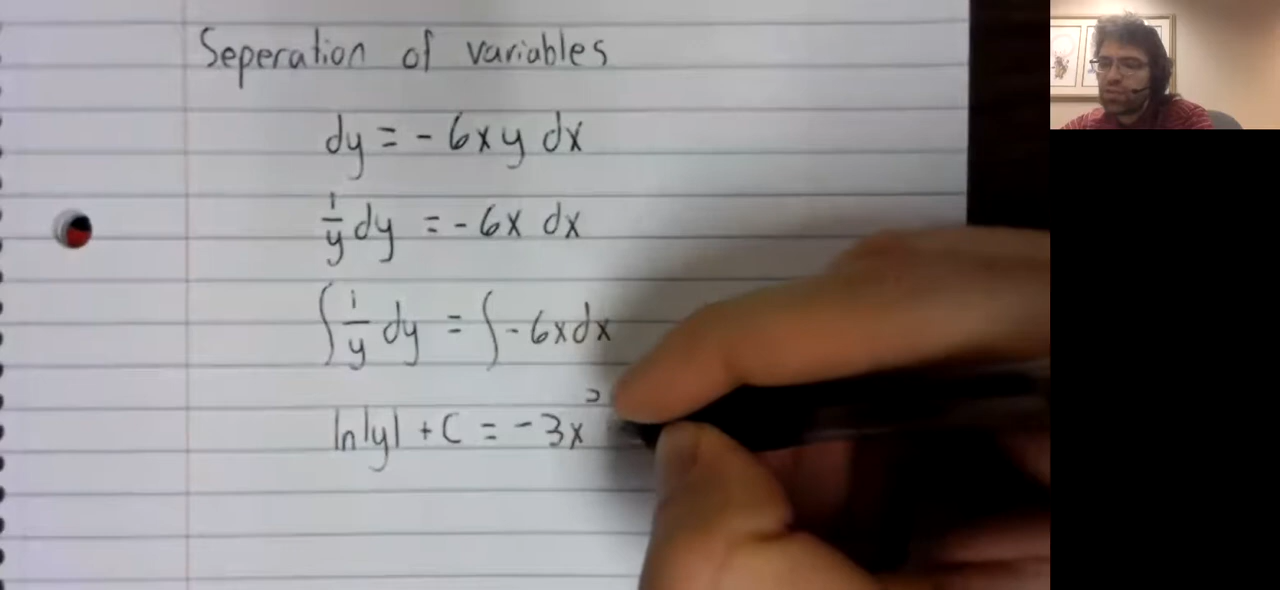 Seperation of variables
dy = - 6xy dx
1/y dy = - 6x dx
∫ 1/y dy = ∫ - 6x dx
ln|y| + C = - 3x²